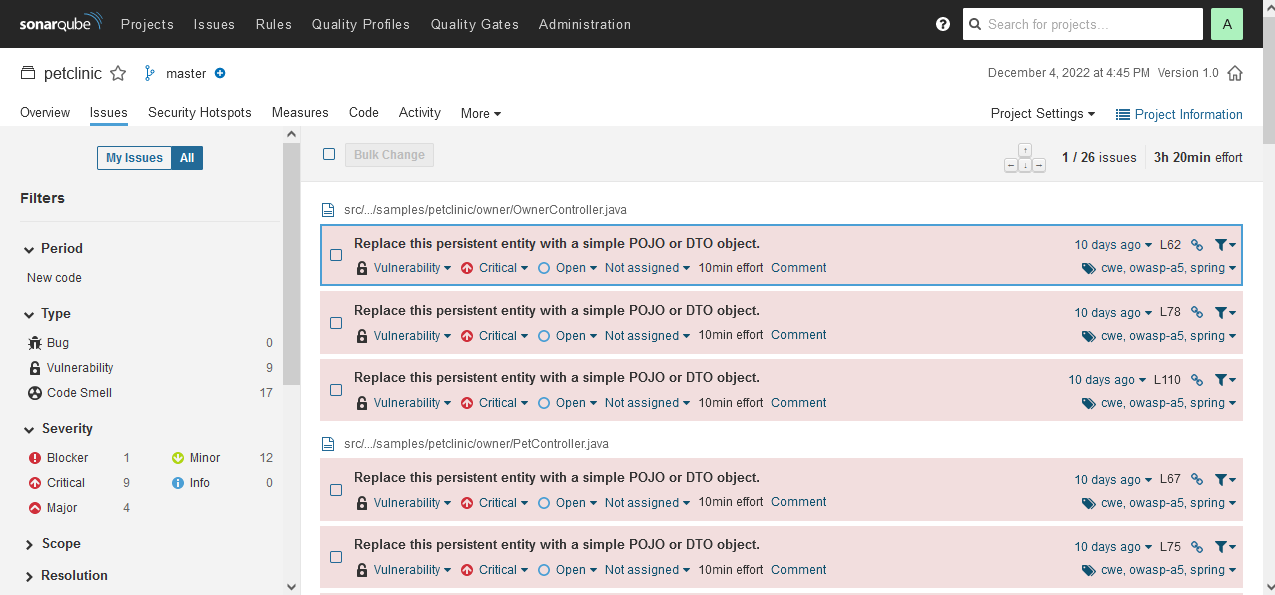 sonarqube Projects Issues Rules Quality Profiles Quality Gates Administration ? Search for projects... A
petclinic master December 4, 2022 at 4:45 PM Version 1.0
Overview Issues Security Hotspots Measures Code Activity More Project Settings Project Information
My Issues All
Bulk Change 1 / 26 issues 3h 20min effort
Filters
Period
New code
Type
Bug 0
Vulnerability 9
Code Smell 17
Severity
Blocker 1 Minor 12
Critical 9 Info 0
Major 4
Scope
Resolution
src/.../samples/petclinic/owner/OwnerController.java
Replace this persistent entity with a simple POJO or DTO object. 10 days ago L62
Vulnerability Critical Open Not assigned 10min effort Comment cwe, owasp-a5, spring
Replace this persistent entity with a simple POJO or DTO object. 10 days ago L78
Vulnerability Critical Open Not assigned 10min effort Comment cwe, owasp-a5, spring
Replace this persistent entity with a simple POJO or DTO object. 10 days ago L110
Vulnerability Critical Open Not assigned 10min effort Comment cwe, owasp-a5, spring
src/.../samples/petclinic/owner/PetController.java
Replace this persistent entity with a simple POJO or DTO object. 10 days ago L67
Vulnerability Critical Open Not assigned 10min effort Comment cwe, owasp-a5, spring
Replace this persistent entity with a simple POJO or DTO object. 10 days ago L75
Vulnerability Critical Open Not assigned 10min effort Comment cwe, owasp-a5, spring